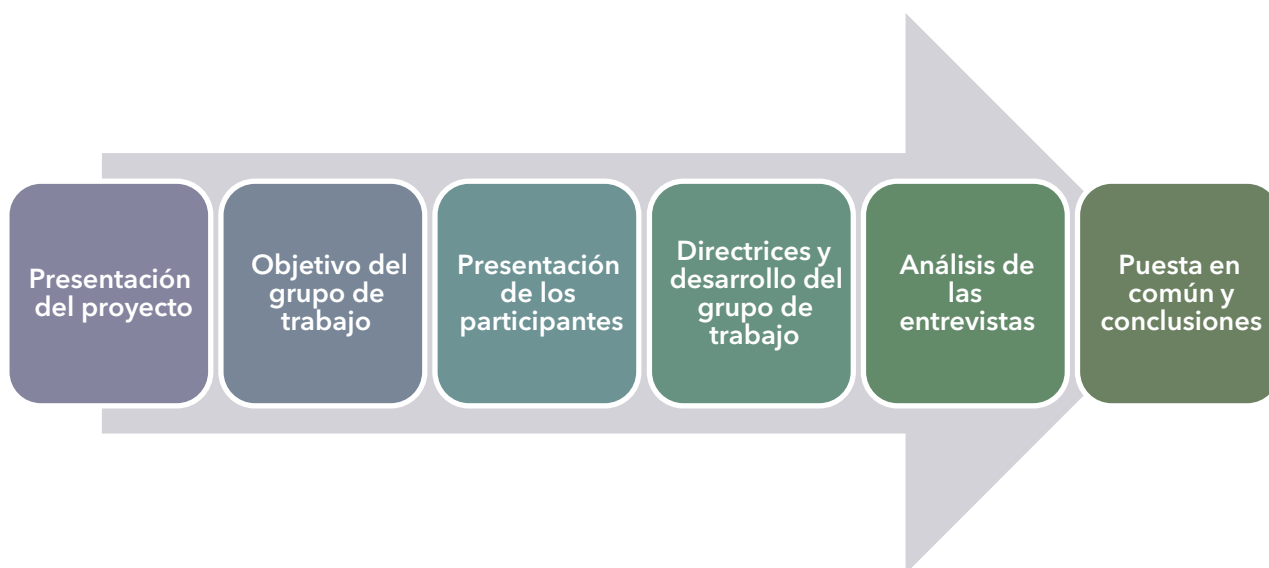 Presentación
del proyecto
Objetivo del
grupo de
trabajo
Presentación
de los
participantes
Directrices y
desarrollo del
grupo de
trabajo
Análisis de
las
entrevistas
Puesta en
común y
conclusiones